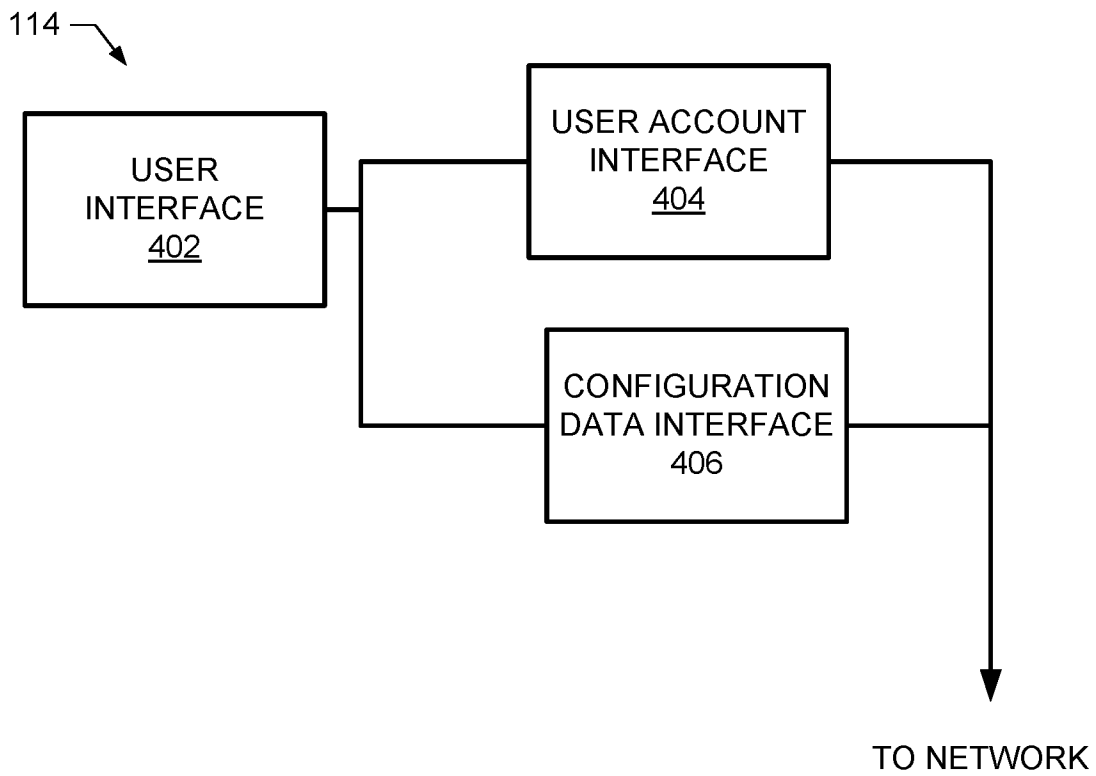 114
USER
INTERFACE
402
USER ACCOUNT
INTERFACE
404
CONFIGURATION
DATA INTERFACE
406
TO NETWORK